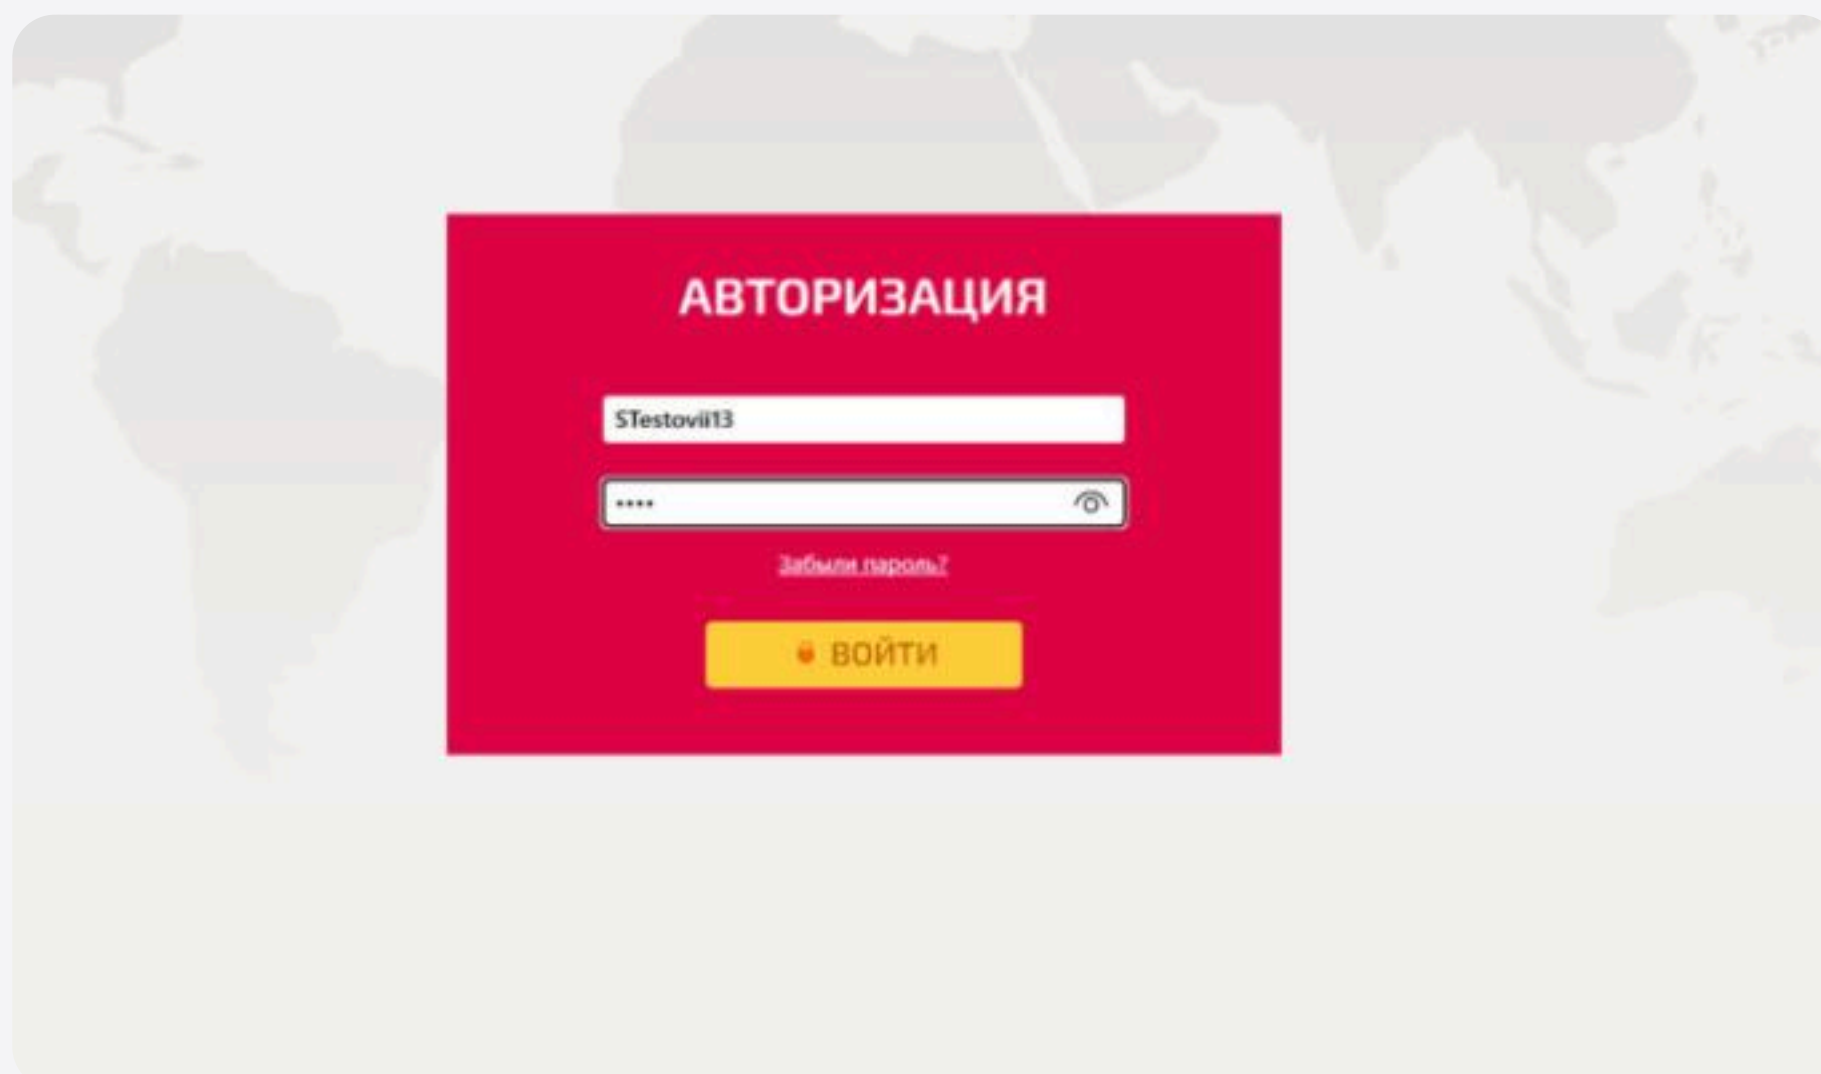 АВТОРИЗАЦИЯ
STestovii13
••••
Забыли пароль?
ВОЙТИ